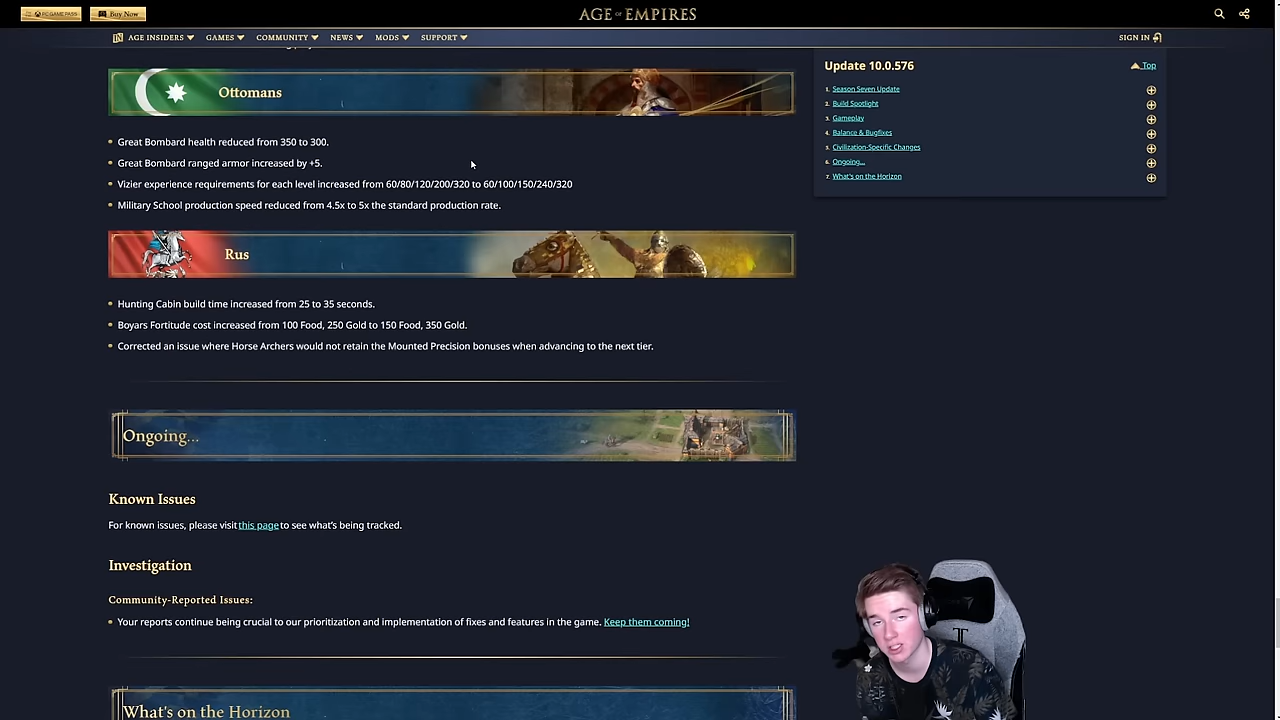 PC GAME PASS
Buy Now
AGE OF EMPIRES
AGE INSIDERS
GAMES
COMMUNITY
NEWS
MODS
SUPPORT
SIGN IN
Ottomans
Great Bombard health reduced from 350 to 300.
Great Bombard ranged armor increased by +5.
Vizier experience requirements for each level increased from 60/80/120/200/320 to 60/100/150/240/320
Military School production speed reduced from 4.5x to 5x the standard production rate.
Rus
Hunting Cabin build time increased from 25 to 35 seconds.
Boyars Fortitude cost increased from 100 Food, 250 Gold to 150 Food, 350 Gold.
Corrected an issue where Horse Archers would not retain the Mounted Precision bonuses when advancing to the next tier.
Ongoing...
Known Issues
For known issues, please visit this page to see what's being tracked.
Investigation
Community-Reported Issues:
Your reports continue being crucial to our prioritization and implementation of fixes and features in the game. Keep them coming!
What's on the Horizon
Update 10.0.576
Top
1. Season Seven Update
2. Build Spotlight
3. Gameplay
4. Balance & Bugfixes
5. Civilization-Specific Changes
6. Ongoing...
7. What's on the Horizon